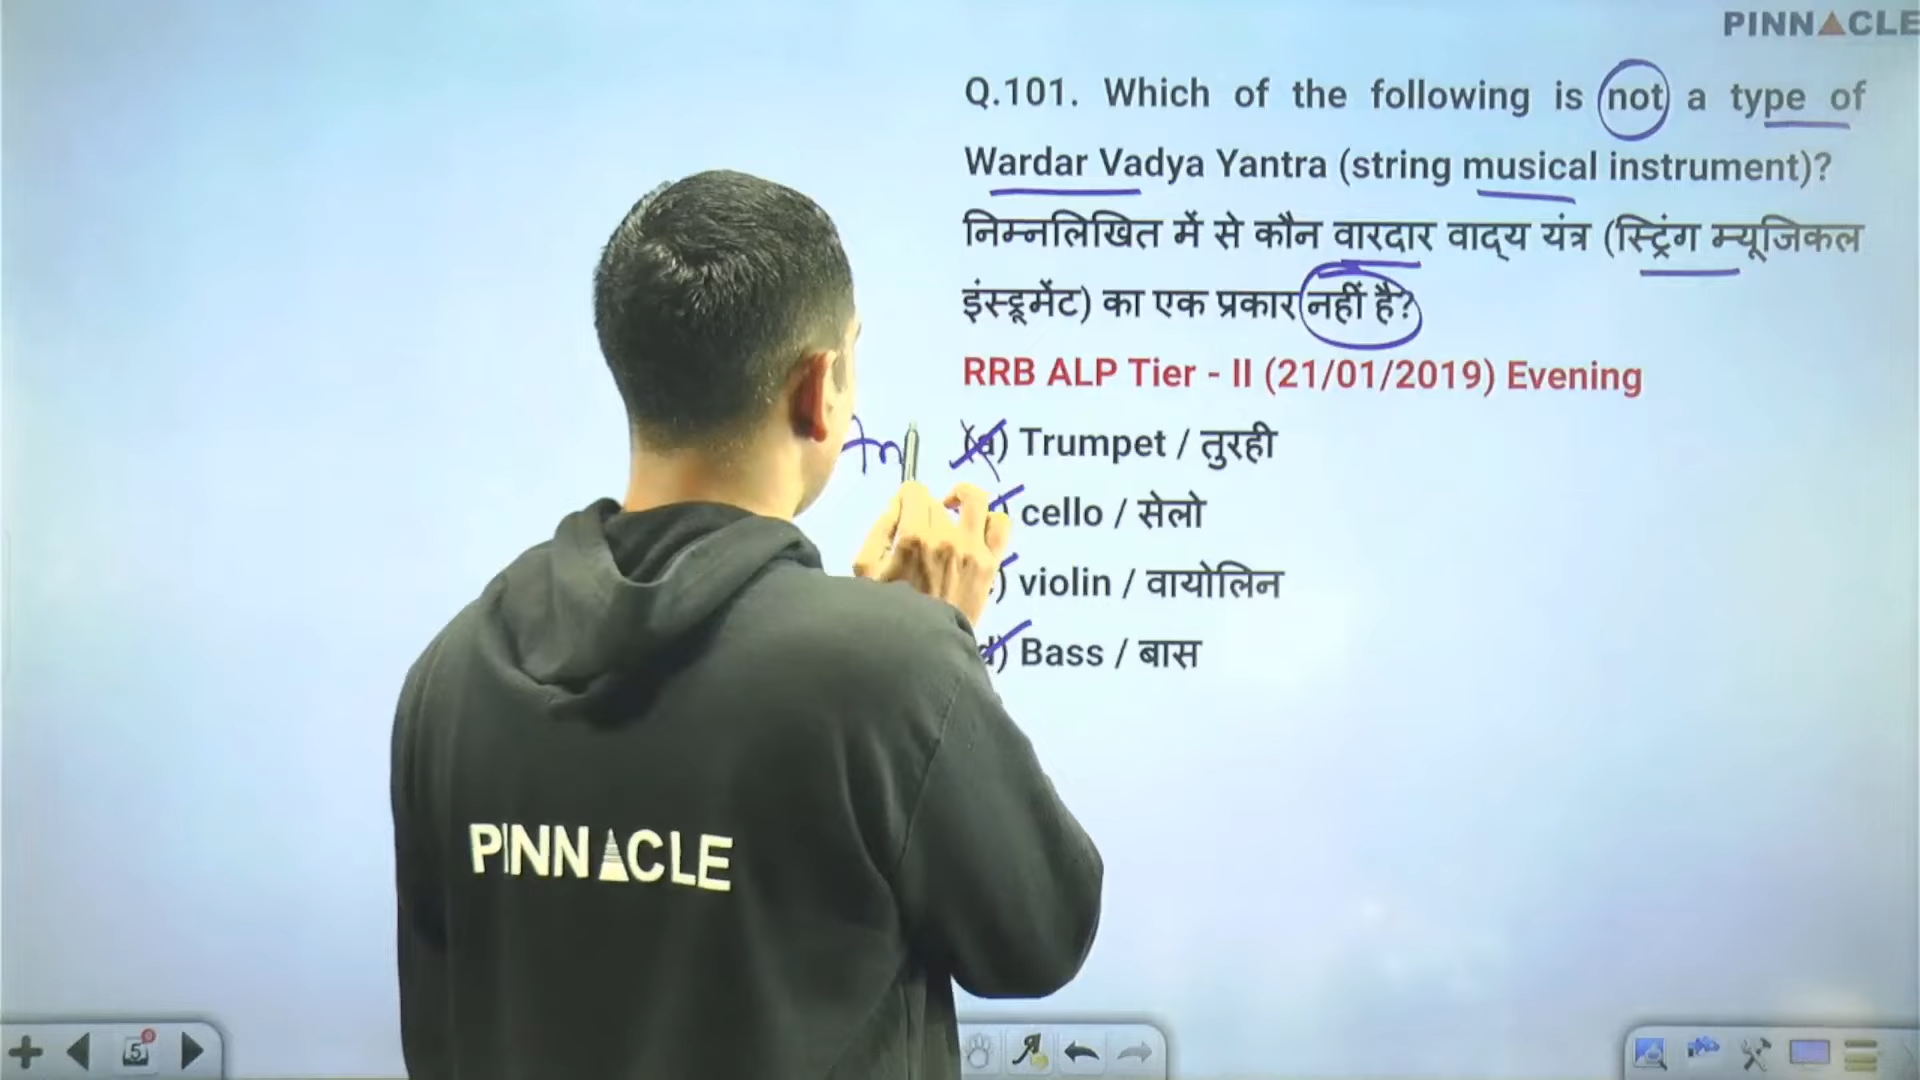 PINNACLE
Q.101. Which of the following is not a type of
Wardar Vadya Yantra (string musical instrument)?
निम्नलिखित में से कौन वारदार वाद्य यंत्र (स्ट्रिंग म्यूजिकल
इंस्ट्रूमेंट) का एक प्रकार नहीं है?
RRB ALP Tier - II (21/01/2019) Evening
(a) Trumpet / तुरही
cello / सेलो
) violin / वायोलिन
d) Bass / बास
PINNACLE
5